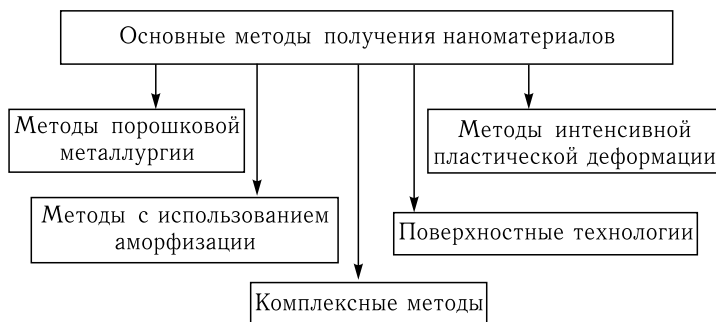 Основные методы получения наноматериалов
Методы порошковой
металлургии
Методы интенсивной
пластической деформации
Методы с использованием
аморфизации
Поверхностные технологии
Комплексные методы